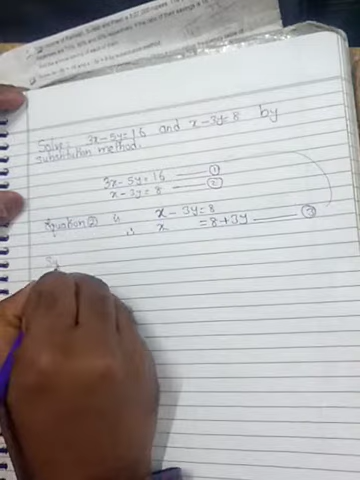 Solve: 3x-5y=16 and x-3y=8 by
substitution method.
3x-5y=16 ——— ①
x-3y=8 ——— ②
Equation ② is x-3y=8
∴ x =8+3y ——— ③